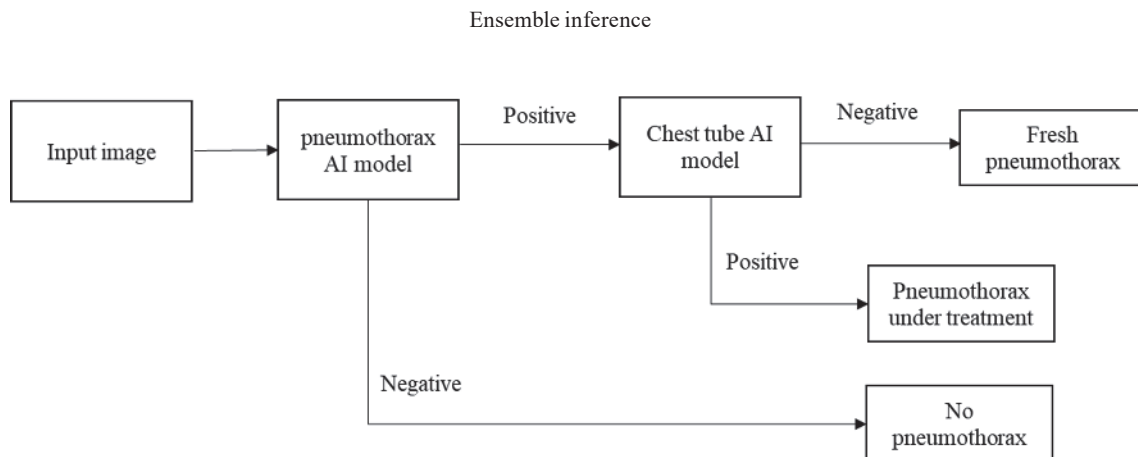 Ensemble inference
Input image
pneumothorax
AI model
Positive
Chest tube AI
model
Negative
Fresh
pneumothorax
Positive
Pneumothorax
under treatment
Negative
No
pneumothorax